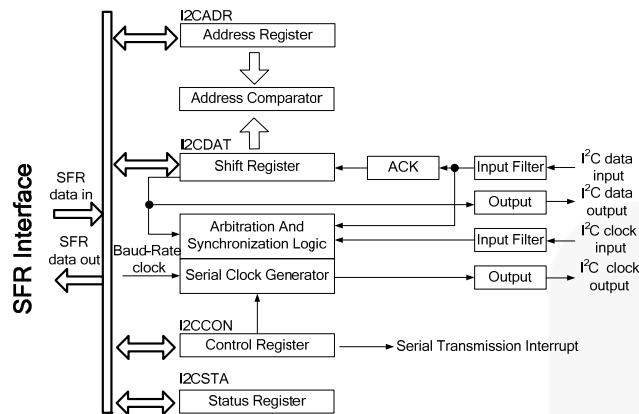 I2CADR
Address Register
Address Comparator
I2CDAT
Shift Register
ACK
Input Filter
I²C data
input
Output
I²C data
output
SFR Interface
SFR
data in
SFR
data out
Arbitration And
Synchronization Logic
Input Filter
I²C clock
input
Baud-Rate
clock
Serial Clock Generator
Output
I²C clock
output
I2CCON
Control Register
Serial Transmission Interrupt
I2CSTA
Status Register